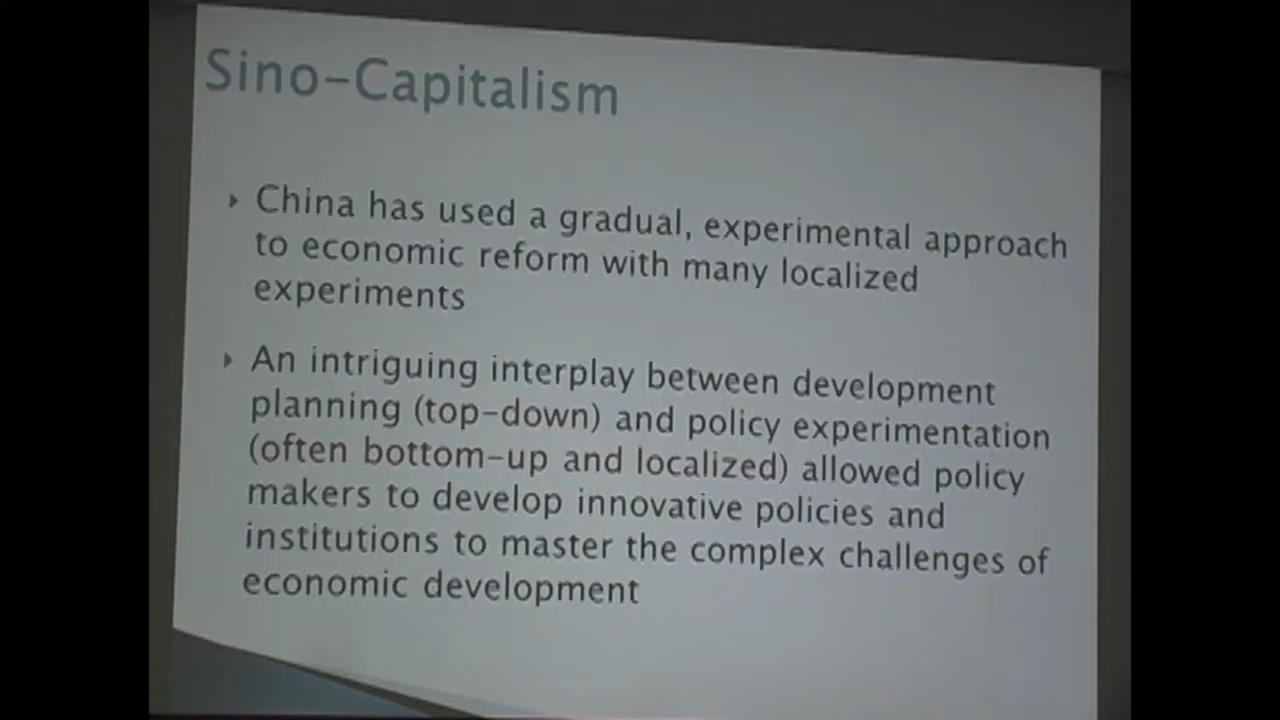 Sino-Capitalism
China has used a gradual, experimental approach
to economic reform with many localized
experiments
An intriguing interplay between development
planning (top-down) and policy experimentation
(often bottom-up and localized) allowed policy
makers to develop innovative policies and
institutions to master the complex challenges of
economic development